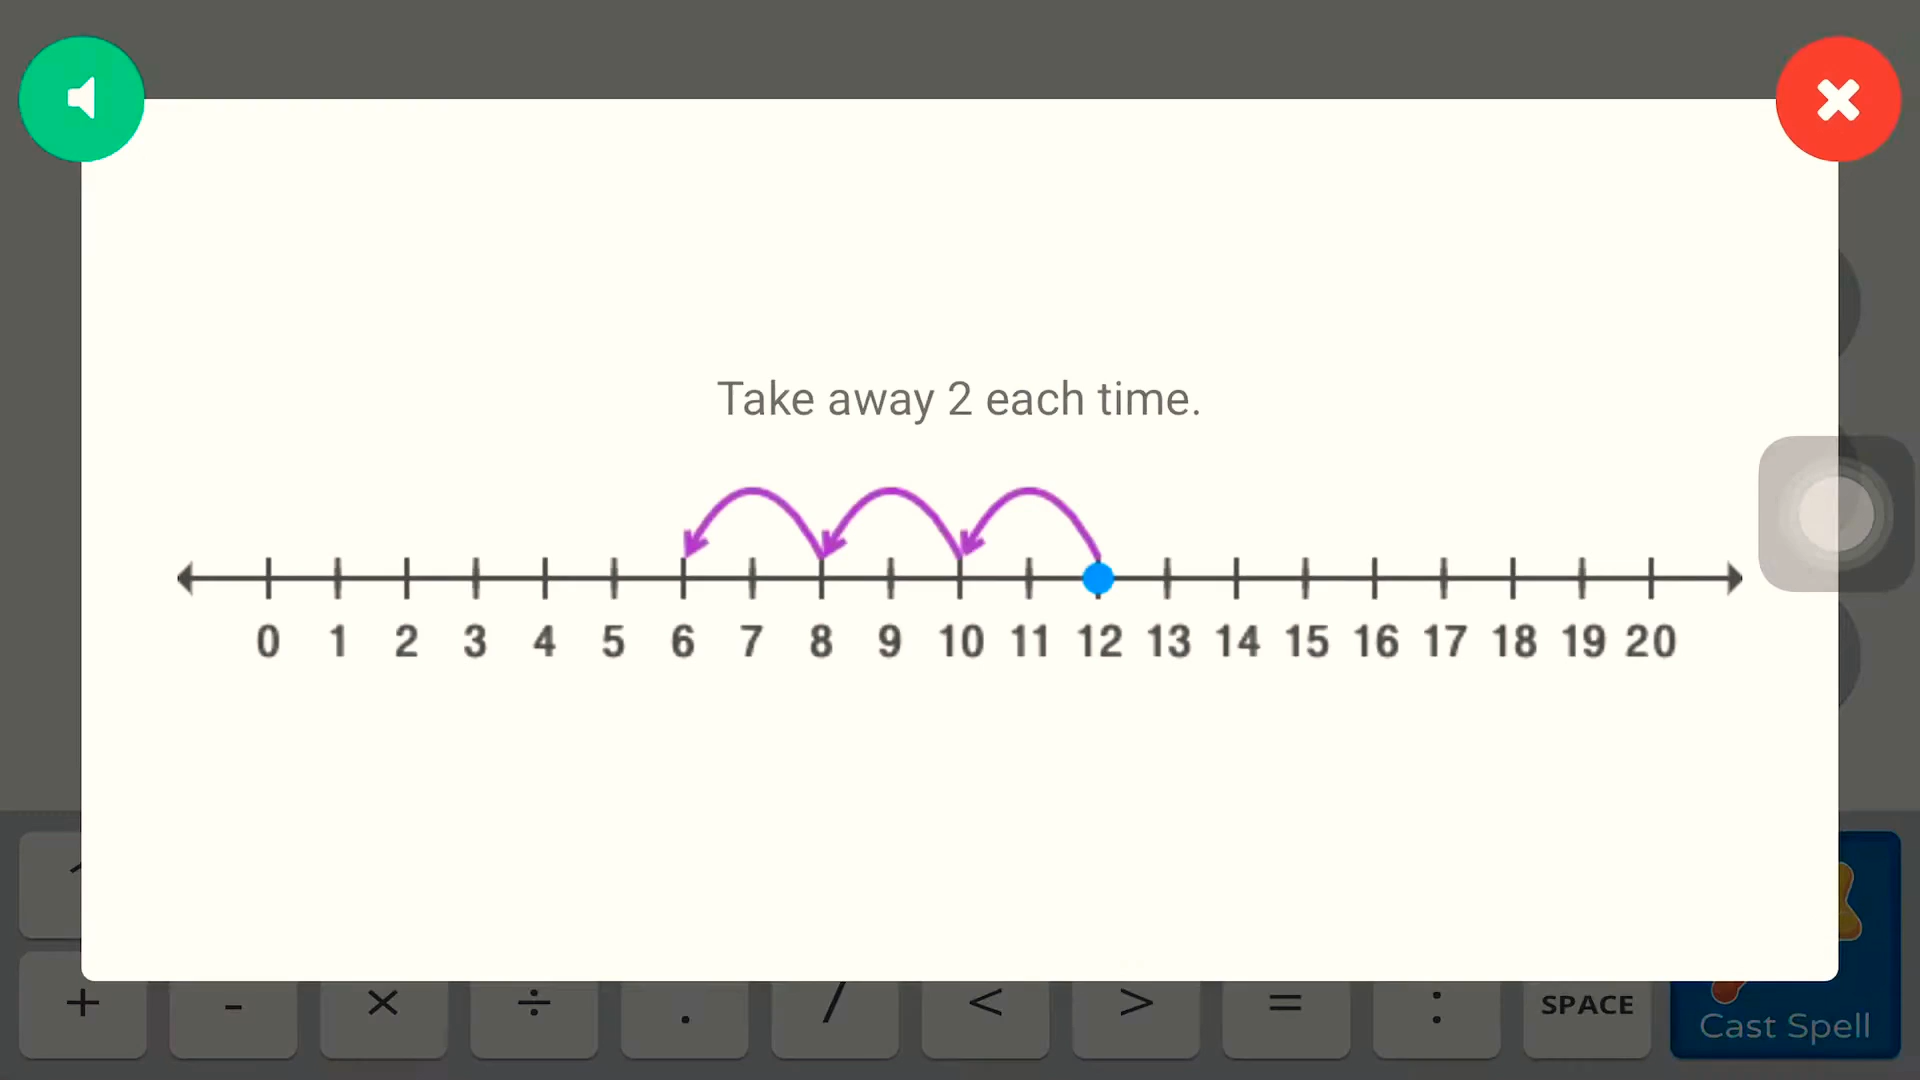 Take away 2 each time.
0 1 2 3 4 5 6 7 8 9 10 11 12 13 14 15 16 17 18 19 20
+ - × ÷ . / < > = : SPACE
Cast Spell